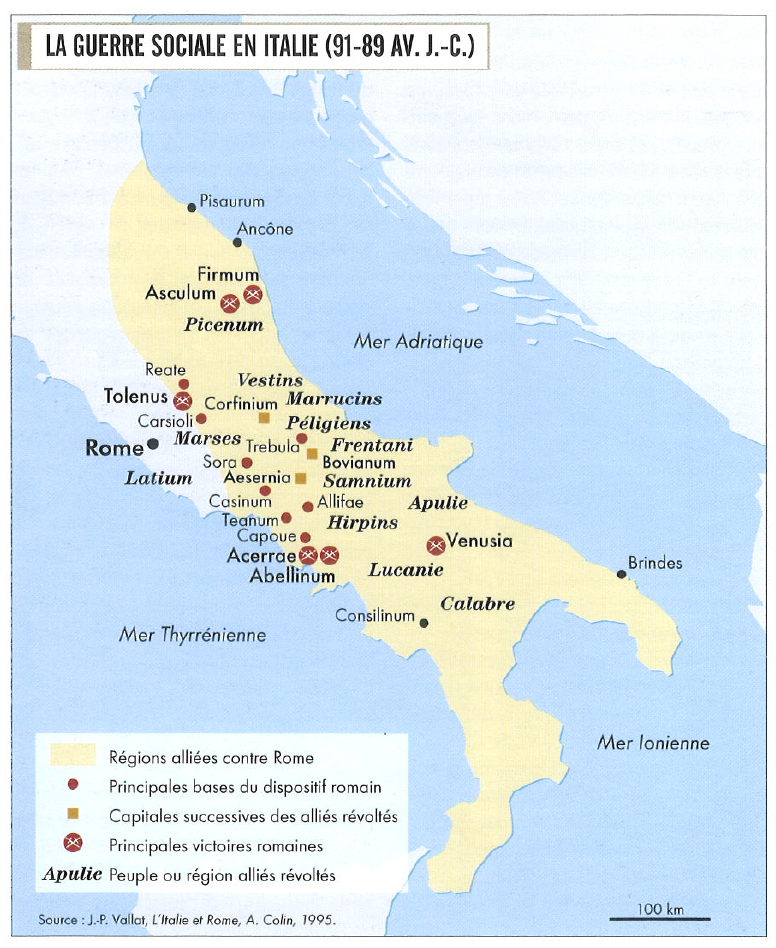 LA GUERRE SOCIALE EN ITALIE (91-89 AV. J.-C.)
Pisaurum
Ancône
Firmum
Asculum
Picenum
Mer Adriatique
Reate
Vestins
Tolenus
Corfinium
Marrucins
Carsioli
Péligiens
Marses
Trebula
Frentani
Rome
Sora
Bovianum
Latium
Aesernia
Samnium
Casinum
Allifae
Apulie
Teanum
Hirpins
Capoue
Venusia
Acerrae
Abellinum
Lucanie
Brindes
Calabre
Consilinum
Mer Thyrrénienne
Mer Ionienne
Régions alliées contre Rome
Principales bases du dispositif romain
Capitales successives des alliés révoltés
Principales victoires romaines
Apulie Peuple ou région alliés révoltés
100 km
Source : J.-P. Vallat, L'Italie et Rome, A. Colin, 1995.